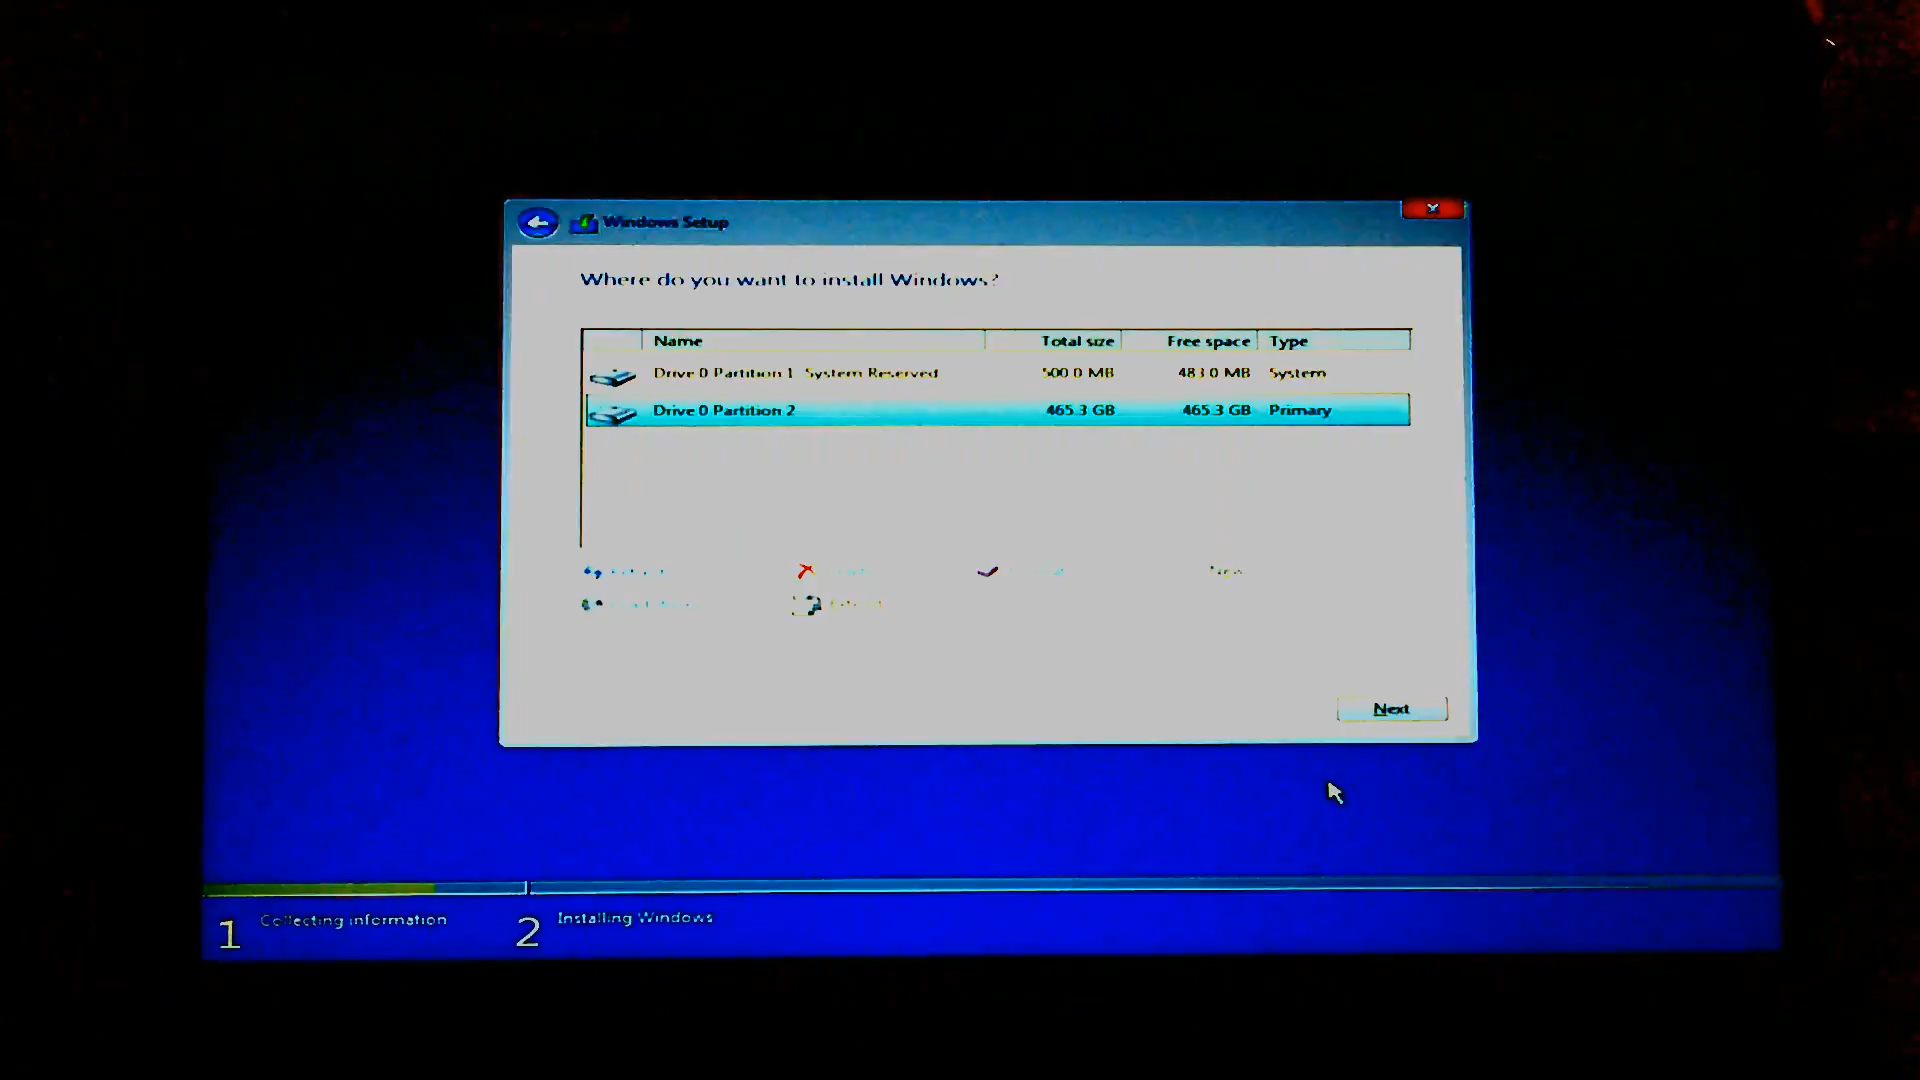 Windows Setup
Where do you want to install Windows?
Name Total size Free space Type
Drive 0 Partition 1 System Reserved 500.0 MB 483.0 MB System
Drive 0 Partition 2 465.3 GB 465.3 GB Primary
New
Next
1 Collecting information 2 Installing Windows